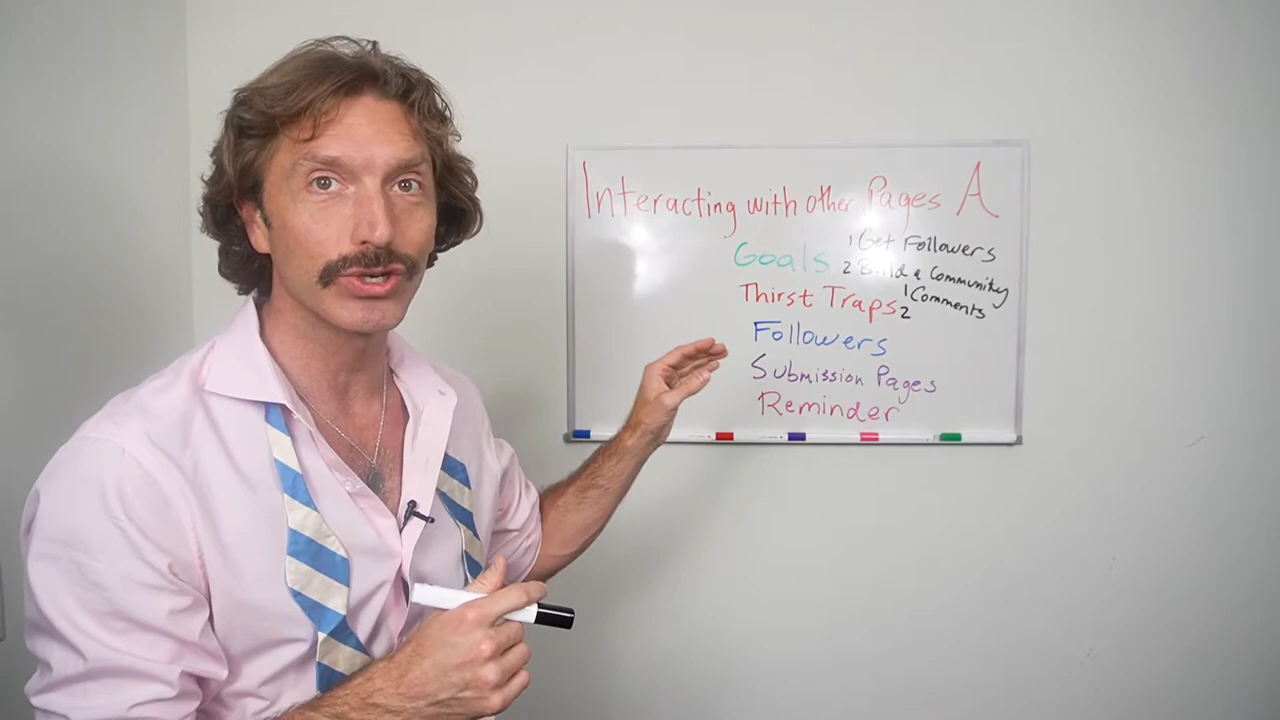 Interacting with other Pages A
Goals 1 Get Followers
2 Build a Community
Thirst Traps 1 Comments
2
Followers
Submission Pages
Reminder